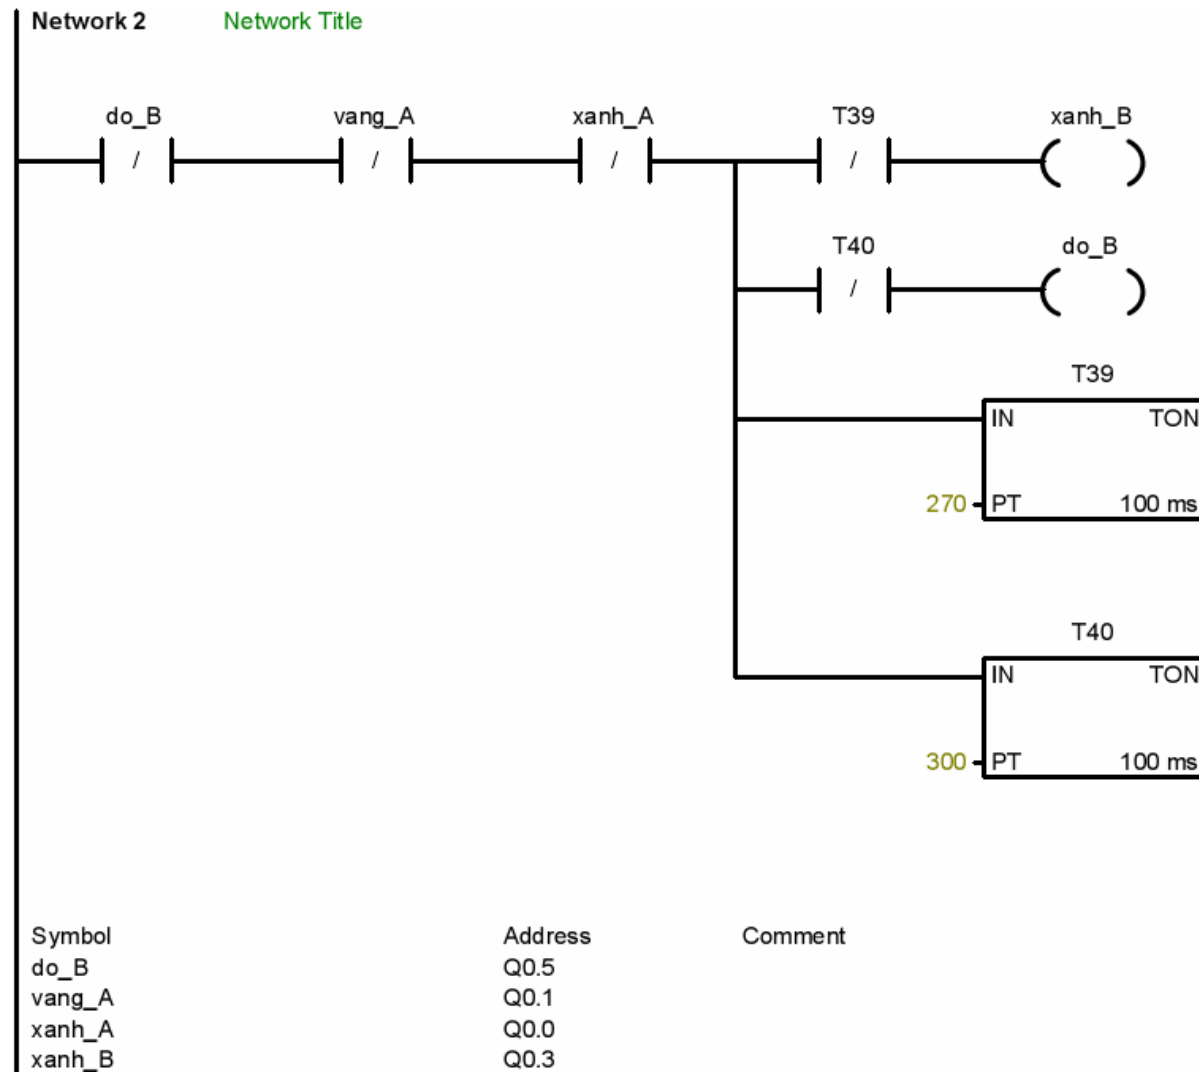 Network 2 Network Title
do_B vang_A xanh_A T39 xanh_B
/ / / /
T40 do_B
/
T39
IN TON
270 PT 100 ms
T40
IN TON
300 PT 100 ms
Symbol Address Comment
do_B Q0.5
vang_A Q0.1
xanh_A Q0.0
xanh_B Q0.3